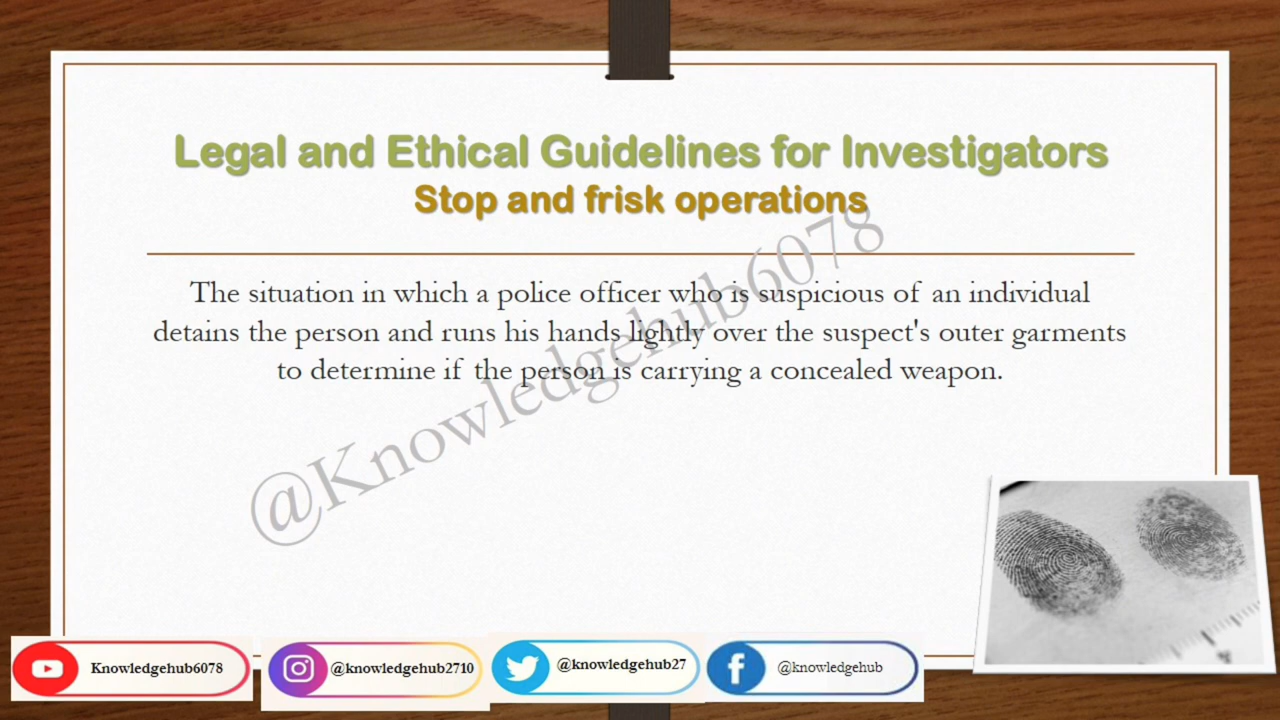 Legal and Ethical Guidelines for Investigators
Stop and frisk operations
The situation in which a police officer who is suspicious of an individual
detains the person and runs his hands lightly over the suspect's outer garments
to determine if the person is carrying a concealed weapon.
@Knowledgehub6078
Knowledgehub6078
@knowledgehub2710
@knowledgehub27
@knowledgehub